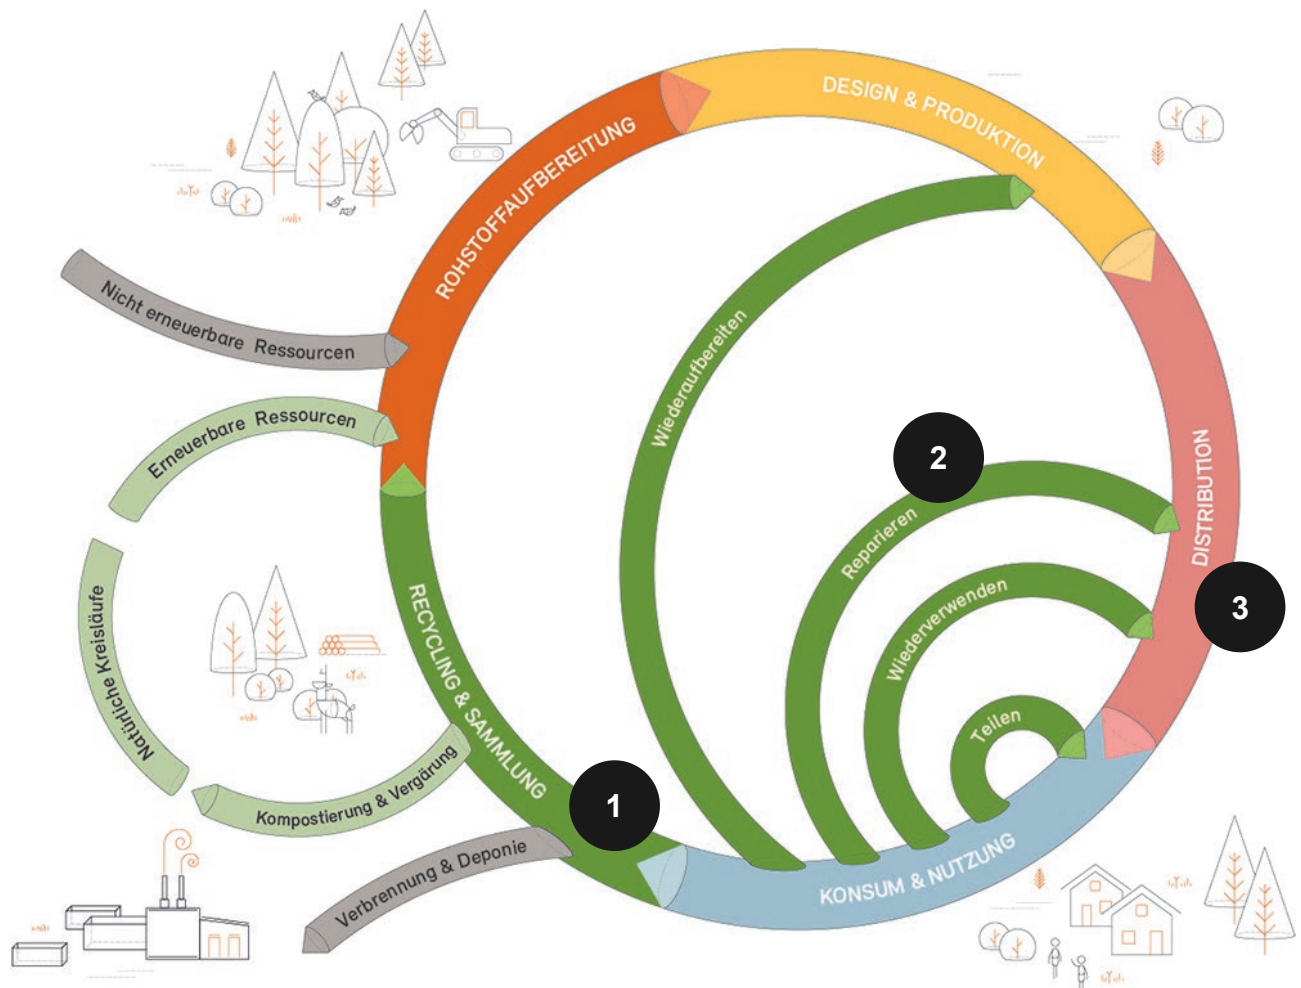 DESIGN & PRODUKTION
ROHSTOFFAUFBEREITUNG
Nicht erneuerbare Ressourcen
Wiederaufbereiten
Erneuerbare Ressourcen
2
DISTRIBUTION
Reparieren
Wiederverwenden
3
Natürliche Kreisläufe
RECYCLING & SAMMLUNG
Teilen
Kompostierung & Vergärung
1
Verbrennung & Deponie
KONSUM & NUTZUNG